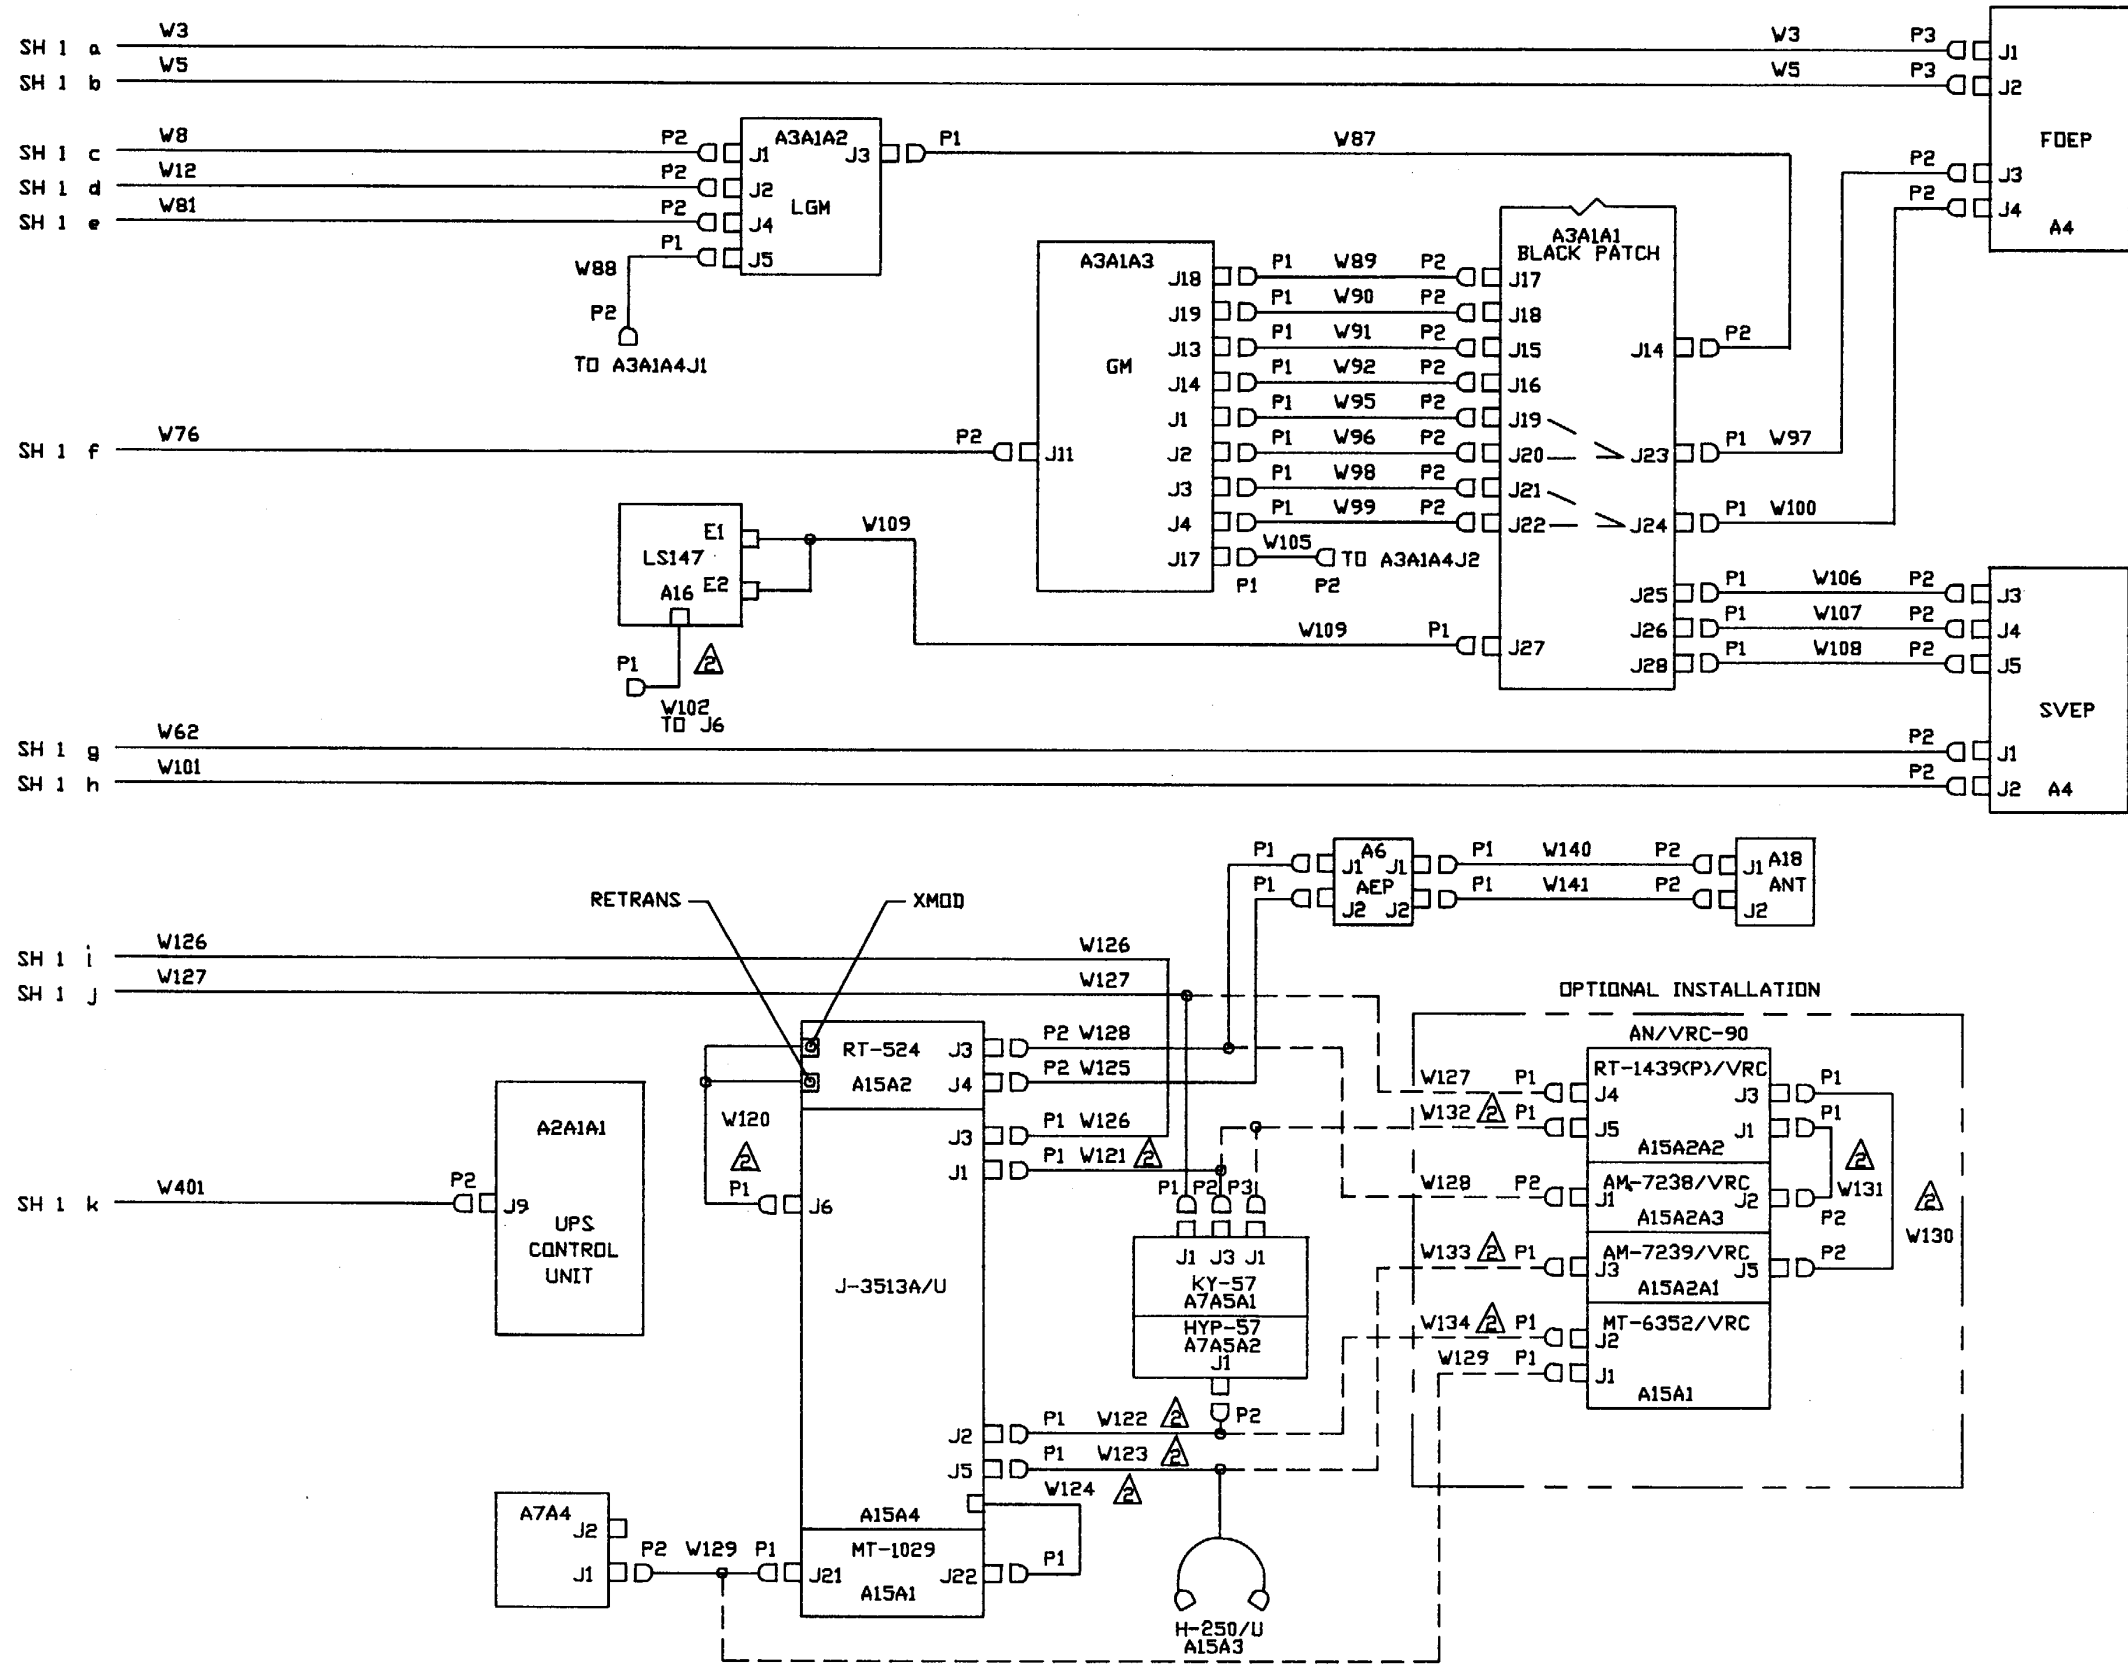 SH 1 a W3 W3 P3 J1
SH 1 b W5 W5 P3 J2
FOEP
P2 J3
P2 J4
A4
SH 1 c W8 P2 J1 A3A1A2 J3 P1 W87
SH 1 d W12 P2 J2
LGM
SH 1 e W81 P2 J4
W88 P1 J5
P2
TO A3A1A4J1
A3A1A3
GM
A3A1A1
BLACK PATCH
J18 P1 W89 P2 J17
J19 P1 W90 P2 J18
J13 P1 W91 P2 J15
J14 P2
J14 P1 W92 P2 J16
J1 P1 W95 P2 J19
J2 P1 W96 P2 J20
J23 P1 W97
J3 P1 W98 P2 J21
J4 P1 W99 P2 J22
J24 P1 W100
J17 W105 TO A3A1A4J2
P1 P2
SH 1 f W76 P2 J11
E1 W109
LS147
A16 E2
P1 2
W102
TO J6
W109 P1 J27
J25 P1 W106 P2 J3
J26 P1 W107 P2 J4
J28 P1 W108 P2 J5
SVEP
SH 1 g W62 P2 J1
SH 1 h W101 P2 J2 A4
P1 J1 A6 J1 P1 W140 P2 J1 A18
AEP ANT
P1 J2 J2 P1 W141 P2 J2
RETRANS XMOD
SH 1 i W126 W126
SH 1 j W127 W127
OPTIONAL INSTALLATION
AN/VRC-90
RT-524 J3 P2 W128
A15A2 J4 P2 W125
W120
2
P1 J6
J3 P1 W126
J1 P1 W121 2
J-3513A/U
A2A1A1
SH 1 k W401 P2 J9
UPS
CONTROL
UNIT
P1 P2 P3
J1 J3 J1
KY-57
A7A5A1
HYP-57
A7A5A2
J1
P2
RT-1439(P)/VRC
W127 P1 J4 J3 P1
W132 2 P1 J5 J1 P1
A15A2A2
2
W131
AM-7238/VRC
W128 P2 J1 J2 P2
A15A2A3
2
W130
AM-7239/VRC
W133 2 P1 J3 J5 P2
A15A2A1
MT-6352/VRC
W134 2 P1 J2
W129 P1 J1
A15A1
J2 P1 W122 2
J5 P1 W123 2
W124 2
A15A4
A7A4
J2
J1 P2 W129 P1 J21
MT-1029
A15A1
J22 P1
H-250/U
A15A3